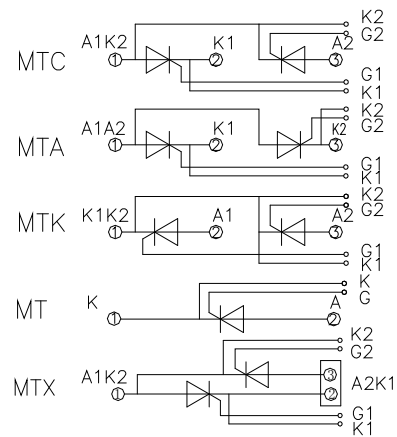 K2
A1K2 K1 A2 G2
MTC 1 2 3
G1
K1
K2
A1A2 K1 K2 G2
MTA 1 2 3
G1
K1
K2
K1K2 A1 A2 G2
MTK 1 2 3
G1
K1
K
K A G
MT 1 2
K2
G2
A1K2 3 A2K1
MTX 1 2
G1
K1